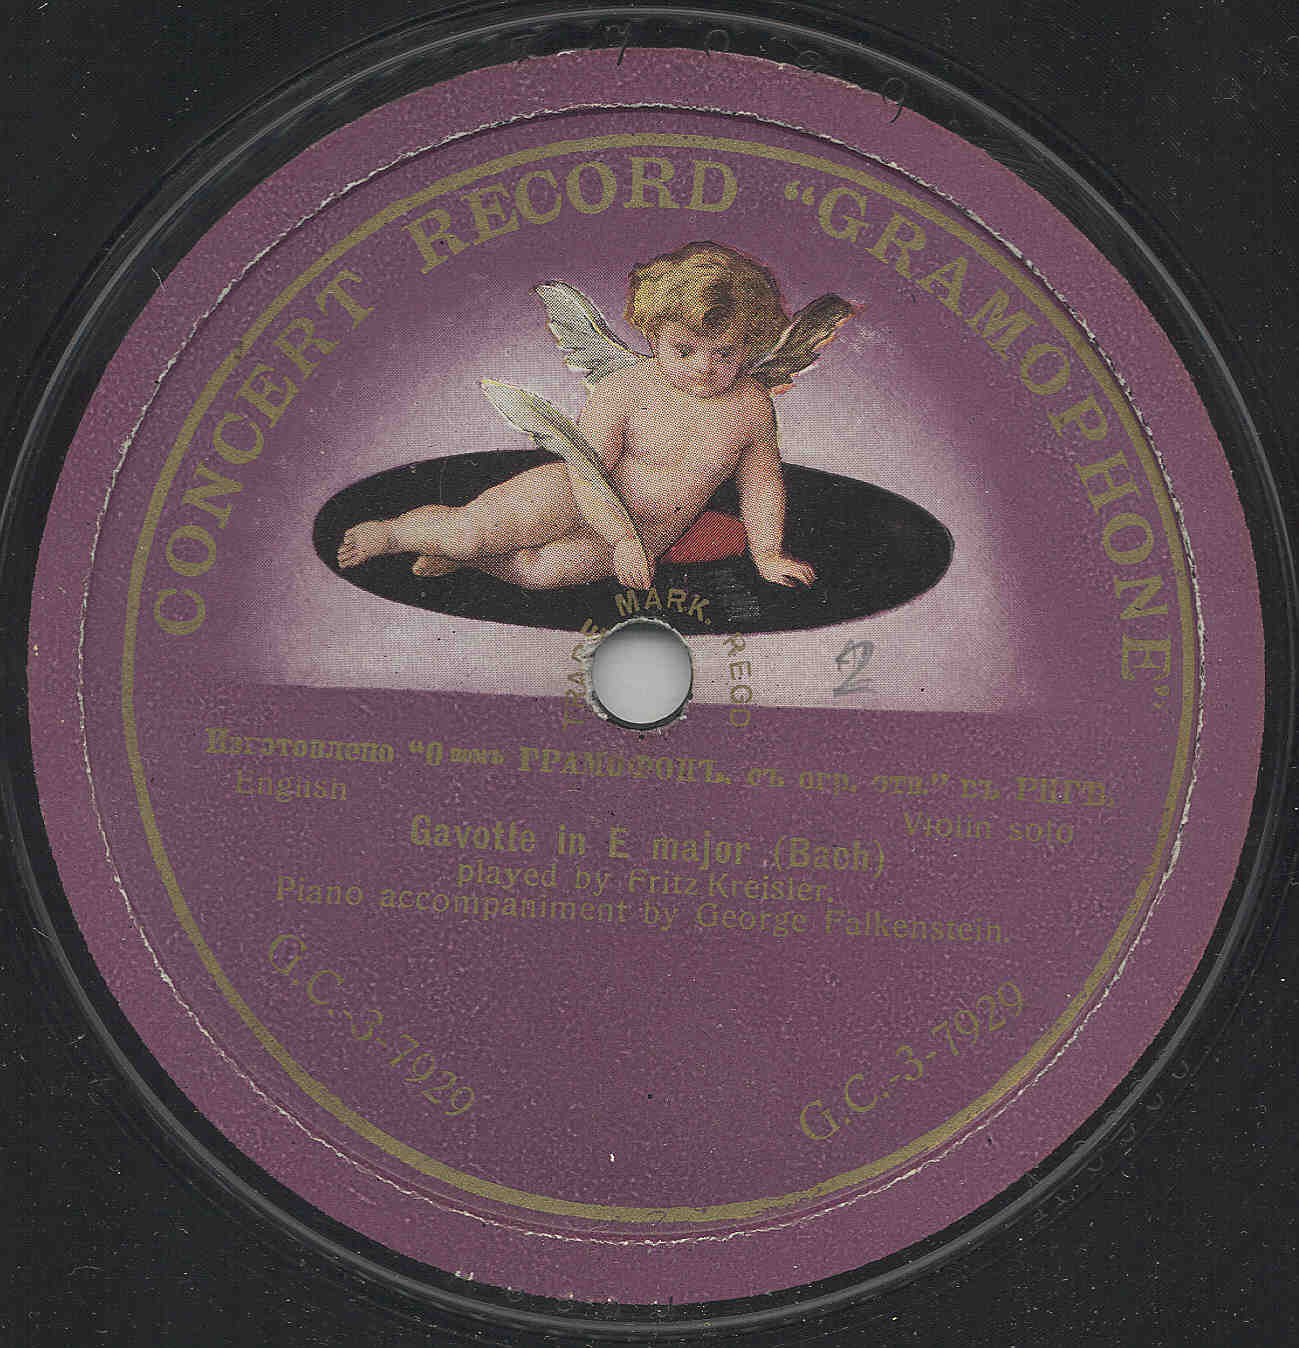 CONCERT RECORD “GRAMOPHONE”
TRADE MARK. REGD
2
Изготовлено “О-вомъ ГРАМОФОНЪ, съ огр. отв.” въ РИГѢ.
English
Violin solo
Gavotte in E major (Bach)
played by Fritz Kreisler.
Piano accompaniment by George Falkenstein.
G.C.-3-7929
G.C.-3-7929